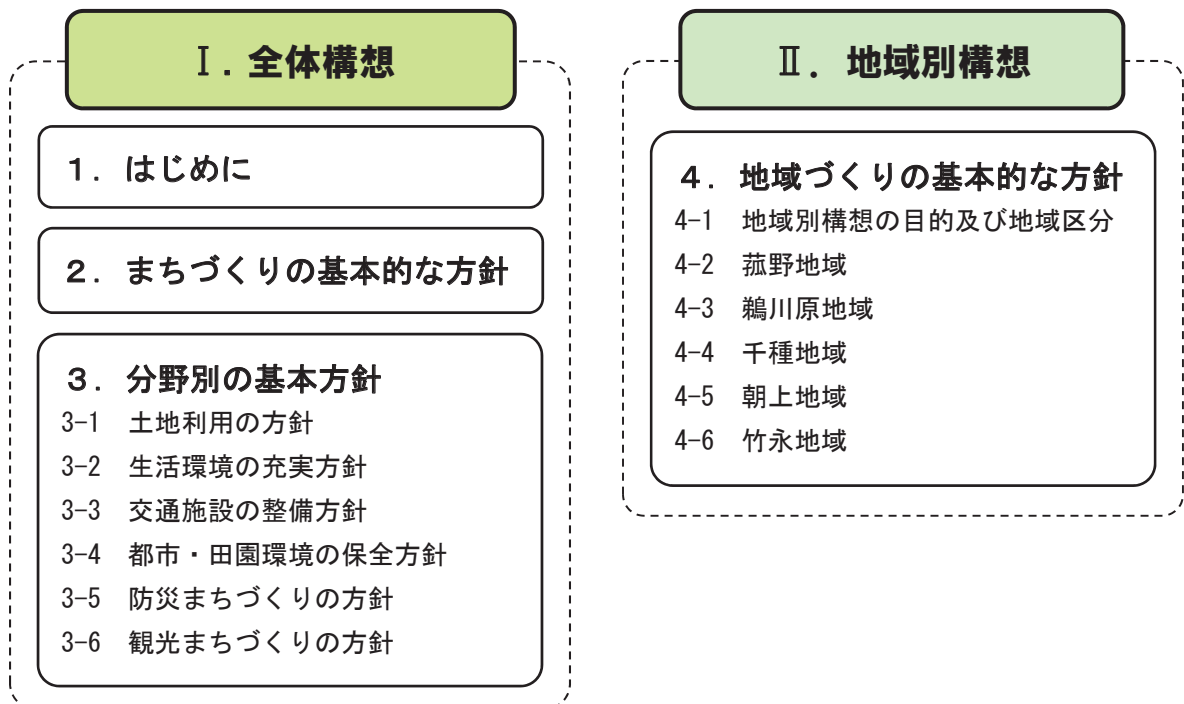 Ⅰ．全体構想
１．はじめに
２．まちづくりの基本的な方針
３．分野別の基本方針
3-1 土地利用の方針
3-2 生活環境の充実方針
3-3 交通施設の整備方針
3-4 都市・田園環境の保全方針
3-5 防災まちづくりの方針
3-6 観光まちづくりの方針
Ⅱ．地域別構想
４．地域づくりの基本的な方針
4-1 地域別構想の目的及び地域区分
4-2 菰野地域
4-3 鵜川原地域
4-4 千種地域
4-5 朝上地域
4-6 竹永地域